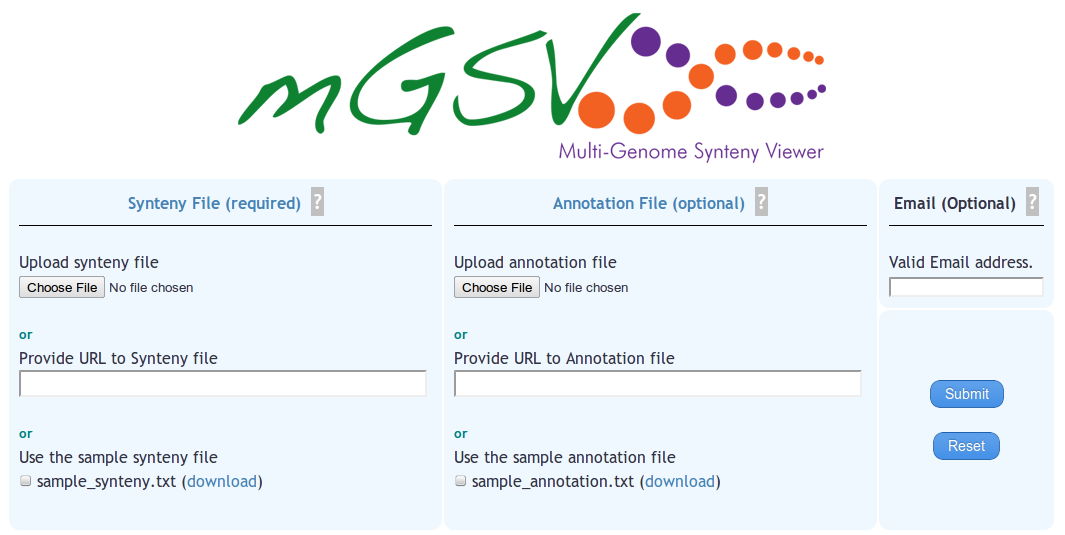 mGSV
Multi-Genome Synteny Viewer
Synteny File (required) ?
Upload synteny file
Choose File No file chosen
or
Provide URL to Synteny file
or
Use the sample synteny file
sample_synteny.txt (download)
Annotation File (optional) ?
Upload annotation file
Choose File No file chosen
or
Provide URL to Annotation file
or
Use the sample annotation file
sample_annotation.txt (download)
Email (Optional) ?
Valid Email address.
Submit
Reset